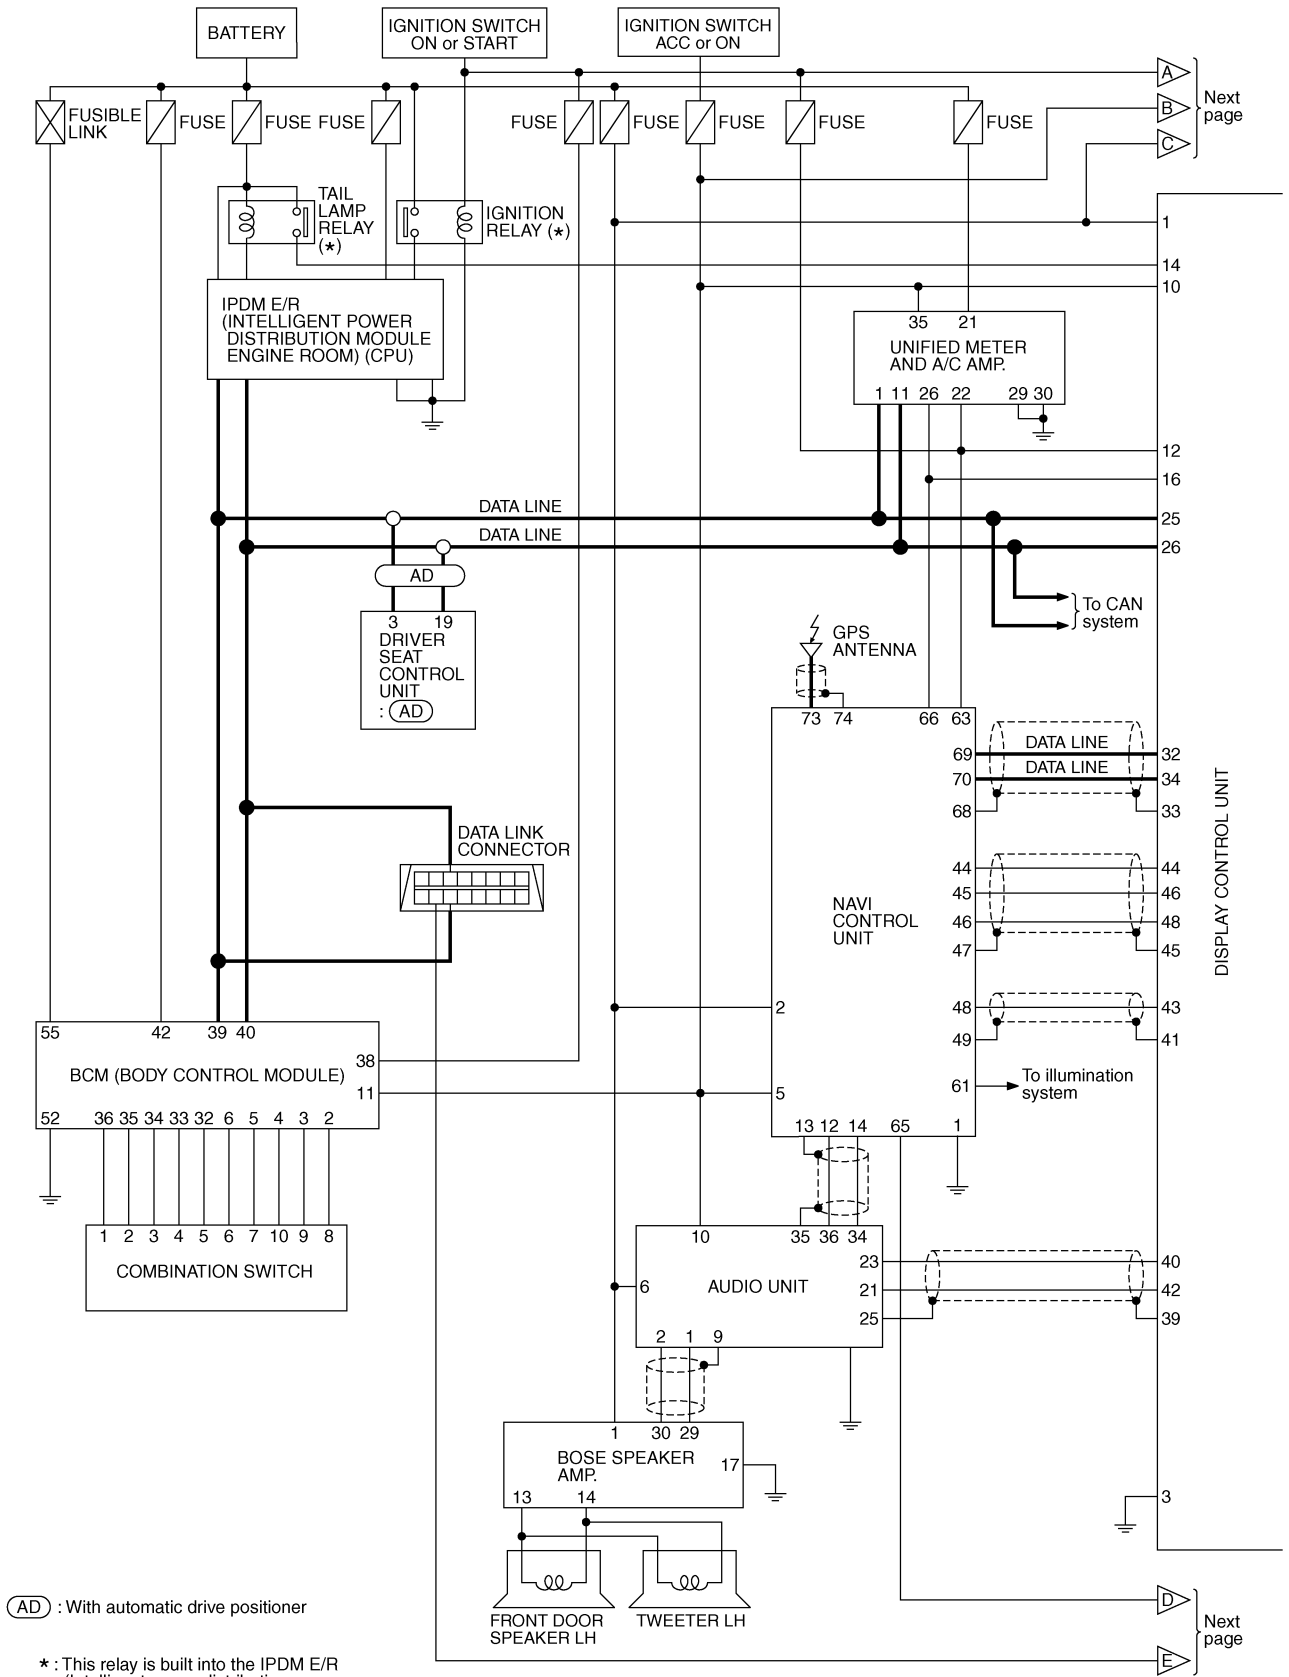 BATTERY
IGNITION SWITCH
ON or START
IGNITION SWITCH
ACC or ON
A
B
C
Next
page
FUSIBLE
LINK
FUSE
FUSE
FUSE
FUSE
FUSE
FUSE
FUSE
FUSE
TAIL
LAMP
RELAY
(*)
IGNITION
RELAY (*)
1
14
10
IPDM E/R
(INTELLIGENT POWER
DISTRIBUTION MODULE
ENGINE ROOM) (CPU)
35 21
UNIFIED METER
AND A/C AMP.
1 11 26 22 29 30
12
16
DATA LINE
25
DATA LINE
26
AD
To CAN
system
3 19
DRIVER
SEAT
CONTROL
UNIT
: AD
GPS
ANTENNA
73 74 66 63
69 DATA LINE 32
70 DATA LINE 34
68 33
DISPLAY CONTROL UNIT
DATA LINK
CONNECTOR
44 44
45 46
46 48
47 45
NAVI
CONTROL
UNIT
2
48 43
49 41
55 42 39 40
38
BCM (BODY CONTROL MODULE)
11
5
61
To illumination
system
52 36 35 34 33 32 6 5 4 3 2
13 12 14 65 1
1 2 3 4 5 6 7 10 9 8
COMBINATION SWITCH
10 35 36 34
23 40
6
AUDIO UNIT
21 42
25 39
2 1 9
1 30 29
BOSE SPEAKER
AMP.
17
13 14
3
FRONT DOOR
SPEAKER LH
TWEETER LH
D
E
Next
page
AD : With automatic drive positioner
* : This relay is built into the IPDM E/R